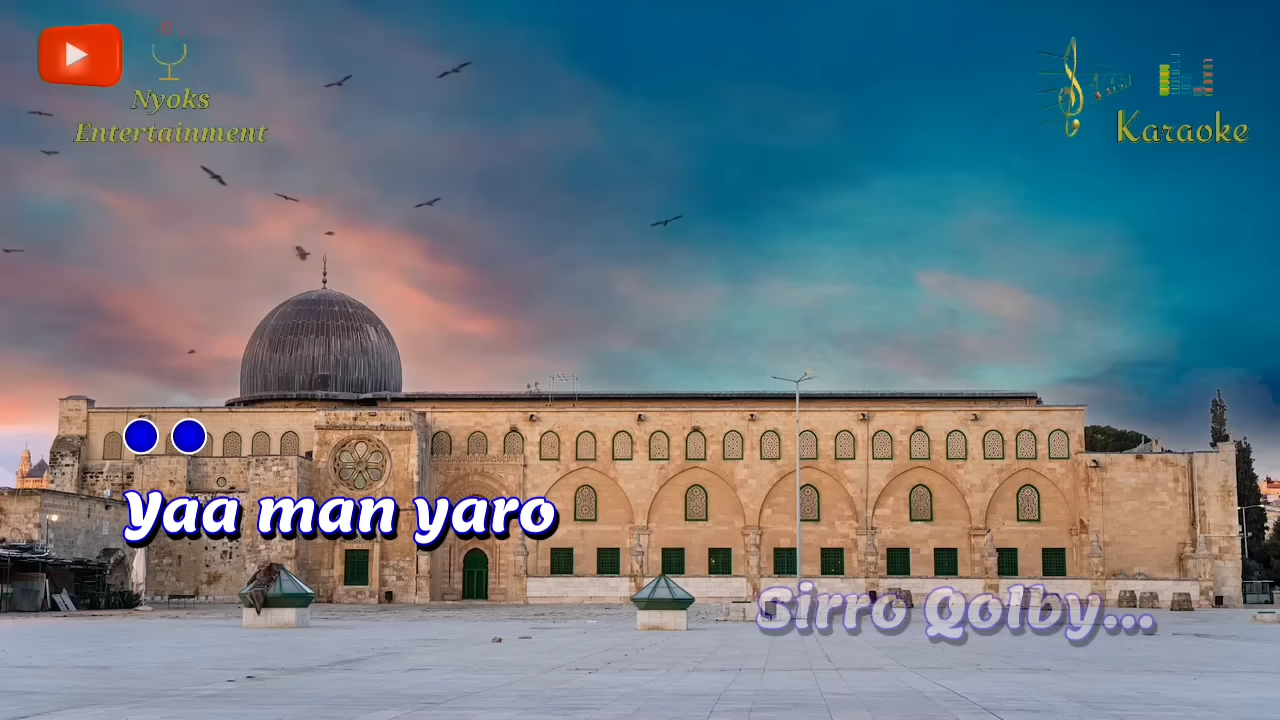 Nyoks
Entertainment
Karaoke
Yaa man yaro
Sirro Qolby...